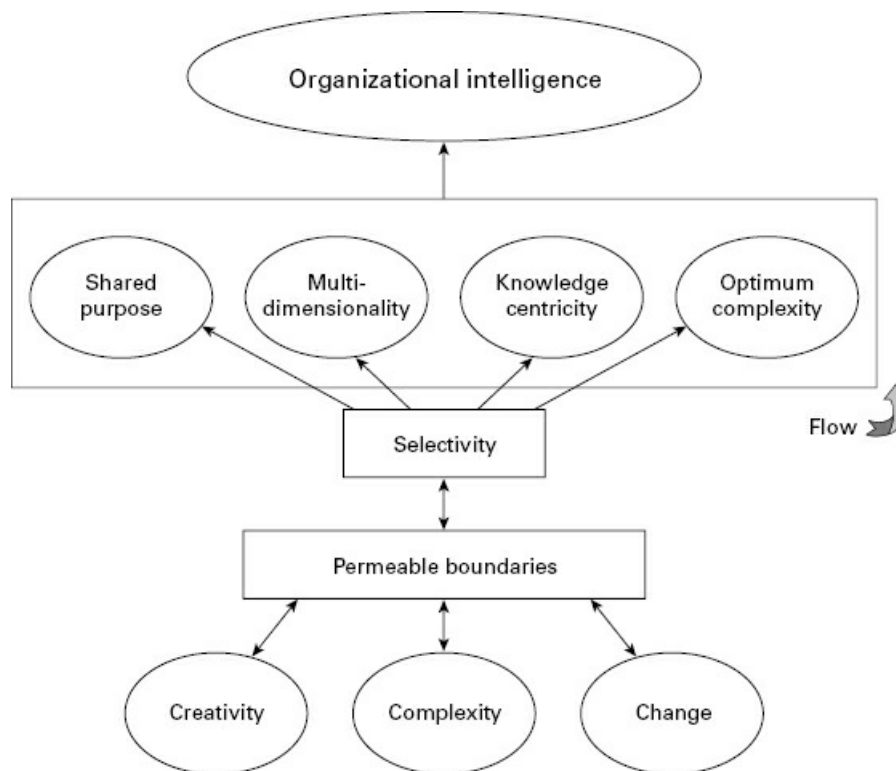 Organizational intelligence
Shared
purpose
Multi-
dimensionality
Knowledge
centricity
Optimum
complexity
Flow
Selectivity
Permeable boundaries
Creativity
Complexity
Change